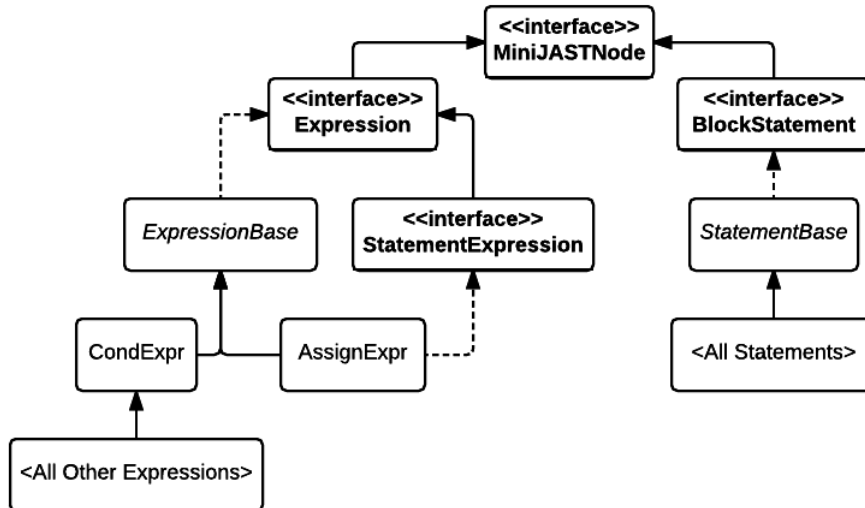 <<interface>>
MiniJASTNode
<<interface>>
Expression
<<interface>>
BlockStatement
ExpressionBase
<<interface>>
StatementExpression
StatementBase
CondExpr
AssignExpr
<All Statements>
<All Other Expressions>